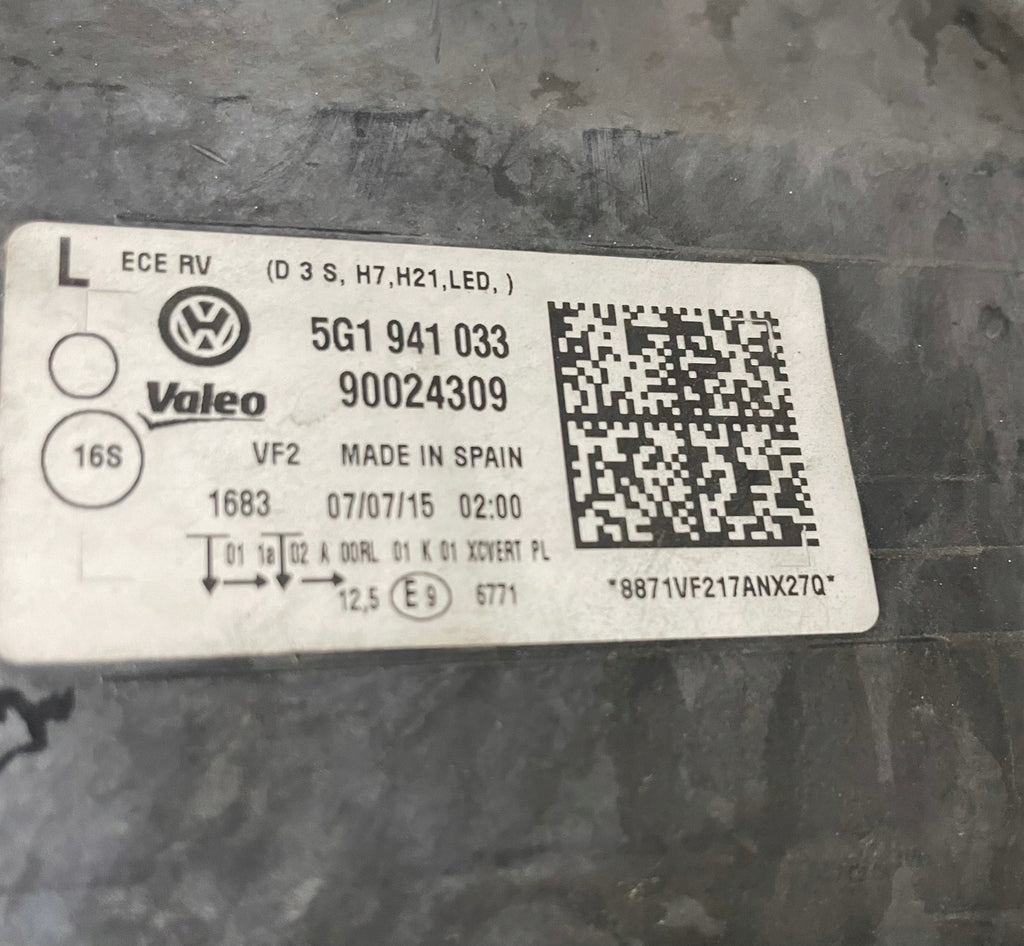 L ECE RV (D 3 S, H7,H21,LED, )
5G1 941 033
Valeo 90024309
16S VF2 MADE IN SPAIN
1683 07/07/15 02:00
01 1a 02 A 00RL 01 K 01 XCVERT PL
12,5 E9 6771
*8871VF217ANX27Q*